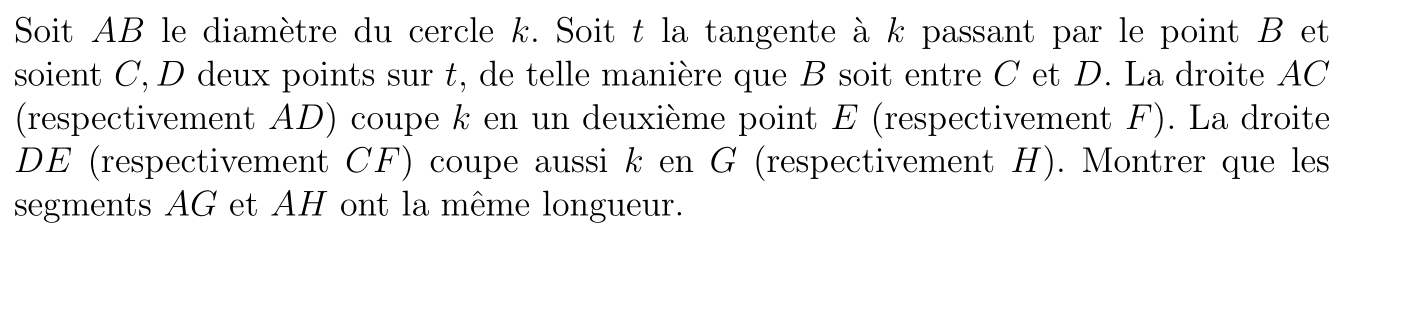 Soit AB le diamètre du cercle k. Soit t la tangente à k passant par le point B et
soient C, D deux points sur t, de telle manière que B soit entre C et D. La droite AC
(respectivement AD) coupe k en un deuxième point E (respectivement F). La droite
DE (respectivement CF) coupe aussi k en G (respectivement H). Montrer que les
segments AG et AH ont la même longueur.